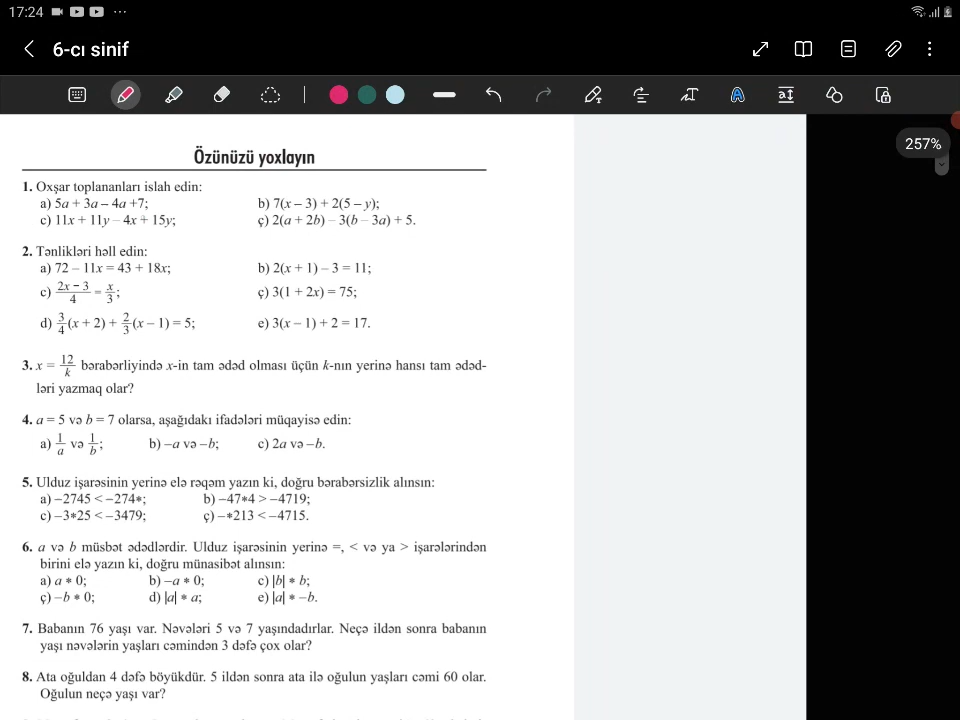 17:24
6-cı sinif
257%
Özünüzü yoxlayın
1. Oxşar toplananları islah edin:
a) 5a + 3a – 4a +7; b) 7(x – 3) + 2(5 – y);
c) 11x + 11y – 4x + 15y; ç) 2(a + 2b) – 3(b – 3a) + 5.
2. Tənlikləri həll edin:
a) 72 – 11x = 43 + 18x; b) 2(x + 1) – 3 = 11;
c) (2x − 3)/4 = x/3; ç) 3(1 + 2x) = 75;
d) 3/4 (x + 2) + 2/3 (x – 1) = 5; e) 3(x – 1) + 2 = 17.
3. x = 12/k bərabərliyində x-in tam ədəd olması üçün k-nın yerinə hansı tam ədəd-
ləri yazmaq olar?
4. a = 5 və b = 7 olarsa, aşağıdakı ifadələri müqayisə edin:
a) 1/a və 1/b; b) –a və –b; c) 2a və –b.
5. Ulduz işarəsinin yerinə elə rəqəm yazın ki, doğru bərabərsizlik alınsın:
a) –2745 < –274*; b) –47*4 > –4719;
c) –3*25 < –3479; ç) –*213 < –4715.
6. a və b müsbət ədədlərdir. Ulduz işarəsinin yerinə =, < və ya > işarələrindən
birini elə yazın ki, doğru münasibət alınsın:
a) a * 0; b) –a * 0; c) |b| * b;
ç) –b * 0; d) |a| * a; e) |a| * –b.
7. Babanın 76 yaşı var. Nəvələri 5 və 7 yaşındadırlar. Neçə ildən sonra babanın
yaşı nəvələrin yaşları cəmindən 3 dəfə çox olar?
8. Ata oğuldan 4 dəfə böyükdür. 5 ildən sonra ata ilə oğulun yaşları cəmi 60 olar.
Oğulun neçə yaşı var?